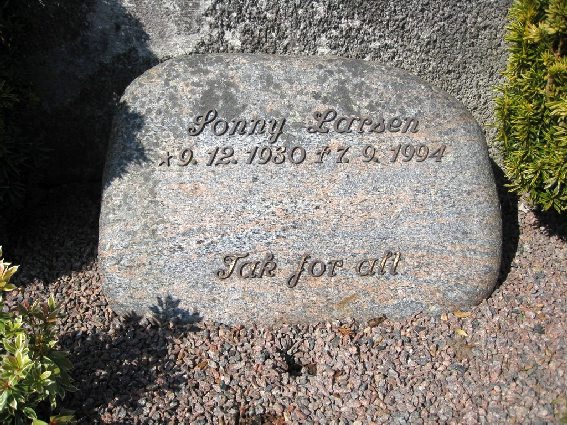 Sonny Larsen
* 9. 12. 1930 † 7. 9. 1994
Tak for alt